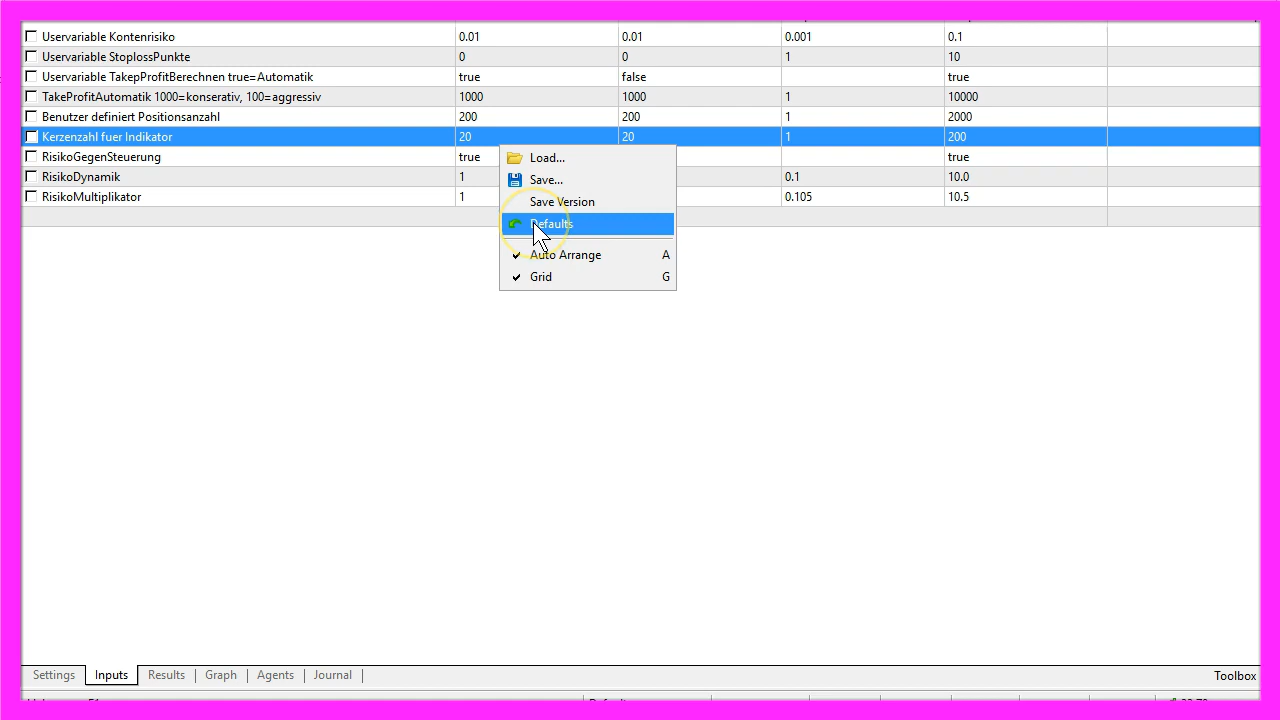 Uservariable Kontenrisiko 0.01 0.01 0.001 0.1
Uservariable StoplossPunkte 0 0 1 10
Uservariable TakepProfitBerechnen true=Automatik true false true
TakeProfitAutomatik 1000=konserativ, 100=aggressiv 1000 1000 1 10000
Benutzer definiert Positionsanzahl 200 200 1 2000
Kerzenzahl fuer Indikator 20 20 1 200
RisikoGegenSteuerung true true
RisikoDynamik 1 0.1 10.0
RisikoMultiplikator 1 0.105 10.5
Load...
Save...
Save Version
Defaults
Auto Arrange A
Grid G
Settings Inputs Results Graph Agents Journal Toolbox